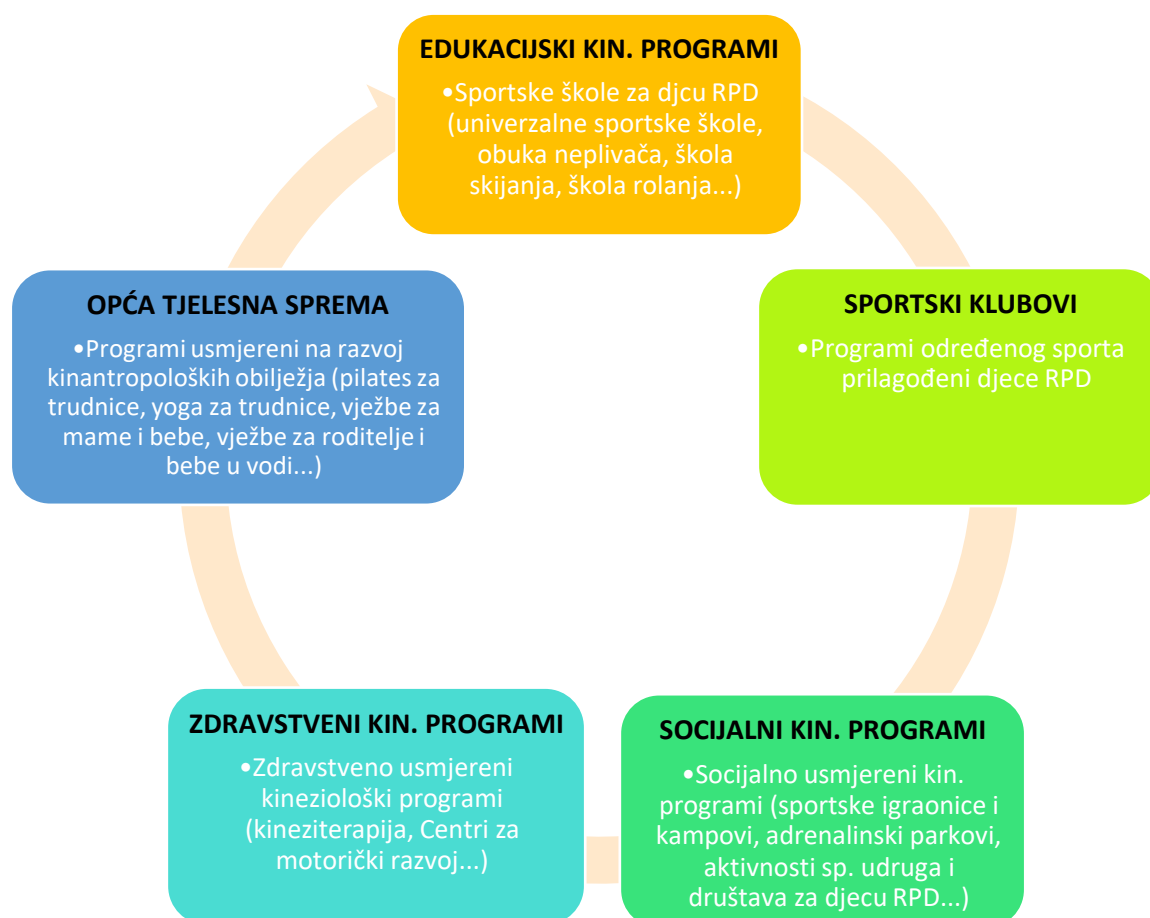 EDUKACIJSKI KIN. PROGRAMI
•Sportske škole za djcu RPD
(univerzalne sportske škole,
obuka neplivača, škola
skijanja, škola rolanja...)
SPORTSKI KLUBOVI
•Programi određenog sporta
prilagođeni djece RPD
SOCIJALNI KIN. PROGRAMI
•Socijalno usmjereni kin.
programi (sportske igraonice i
kampovi, adrenalinski parkovi,
aktivnosti sp. udruga i
društava za djecu RPD...)
ZDRAVSTVENI KIN. PROGRAMI
•Zdravstveno usmjereni
kineziološki programi
(kineziterapija, Centri za
motorički razvoj...)
OPĆA TJELESNA SPREMA
•Programi usmjereni na razvoj
kinantropoloških obilježja (pilates za
trudnice, yoga za trudnice, vježbe za
mame i bebe, vježbe za roditelje i
bebe u vodi...)